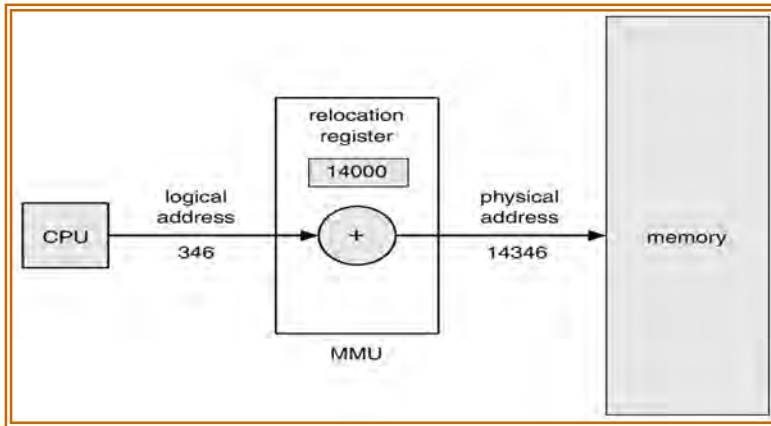 relocation
register
14000
logical
address
346
CPU
+
physical
address
14346
memory
MMU